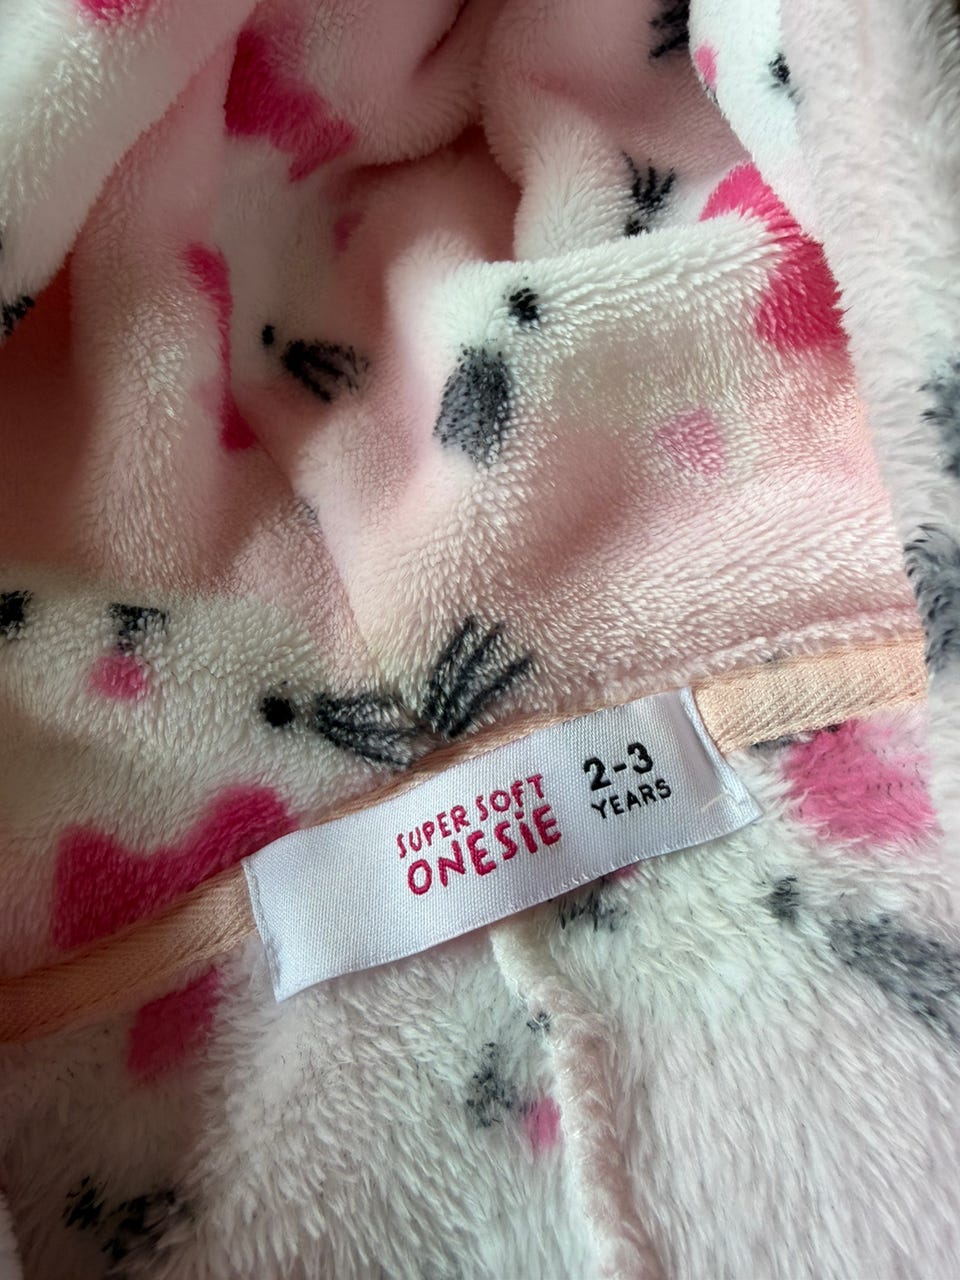 SUPER SOFT
ONESIE
2-3
YEARS